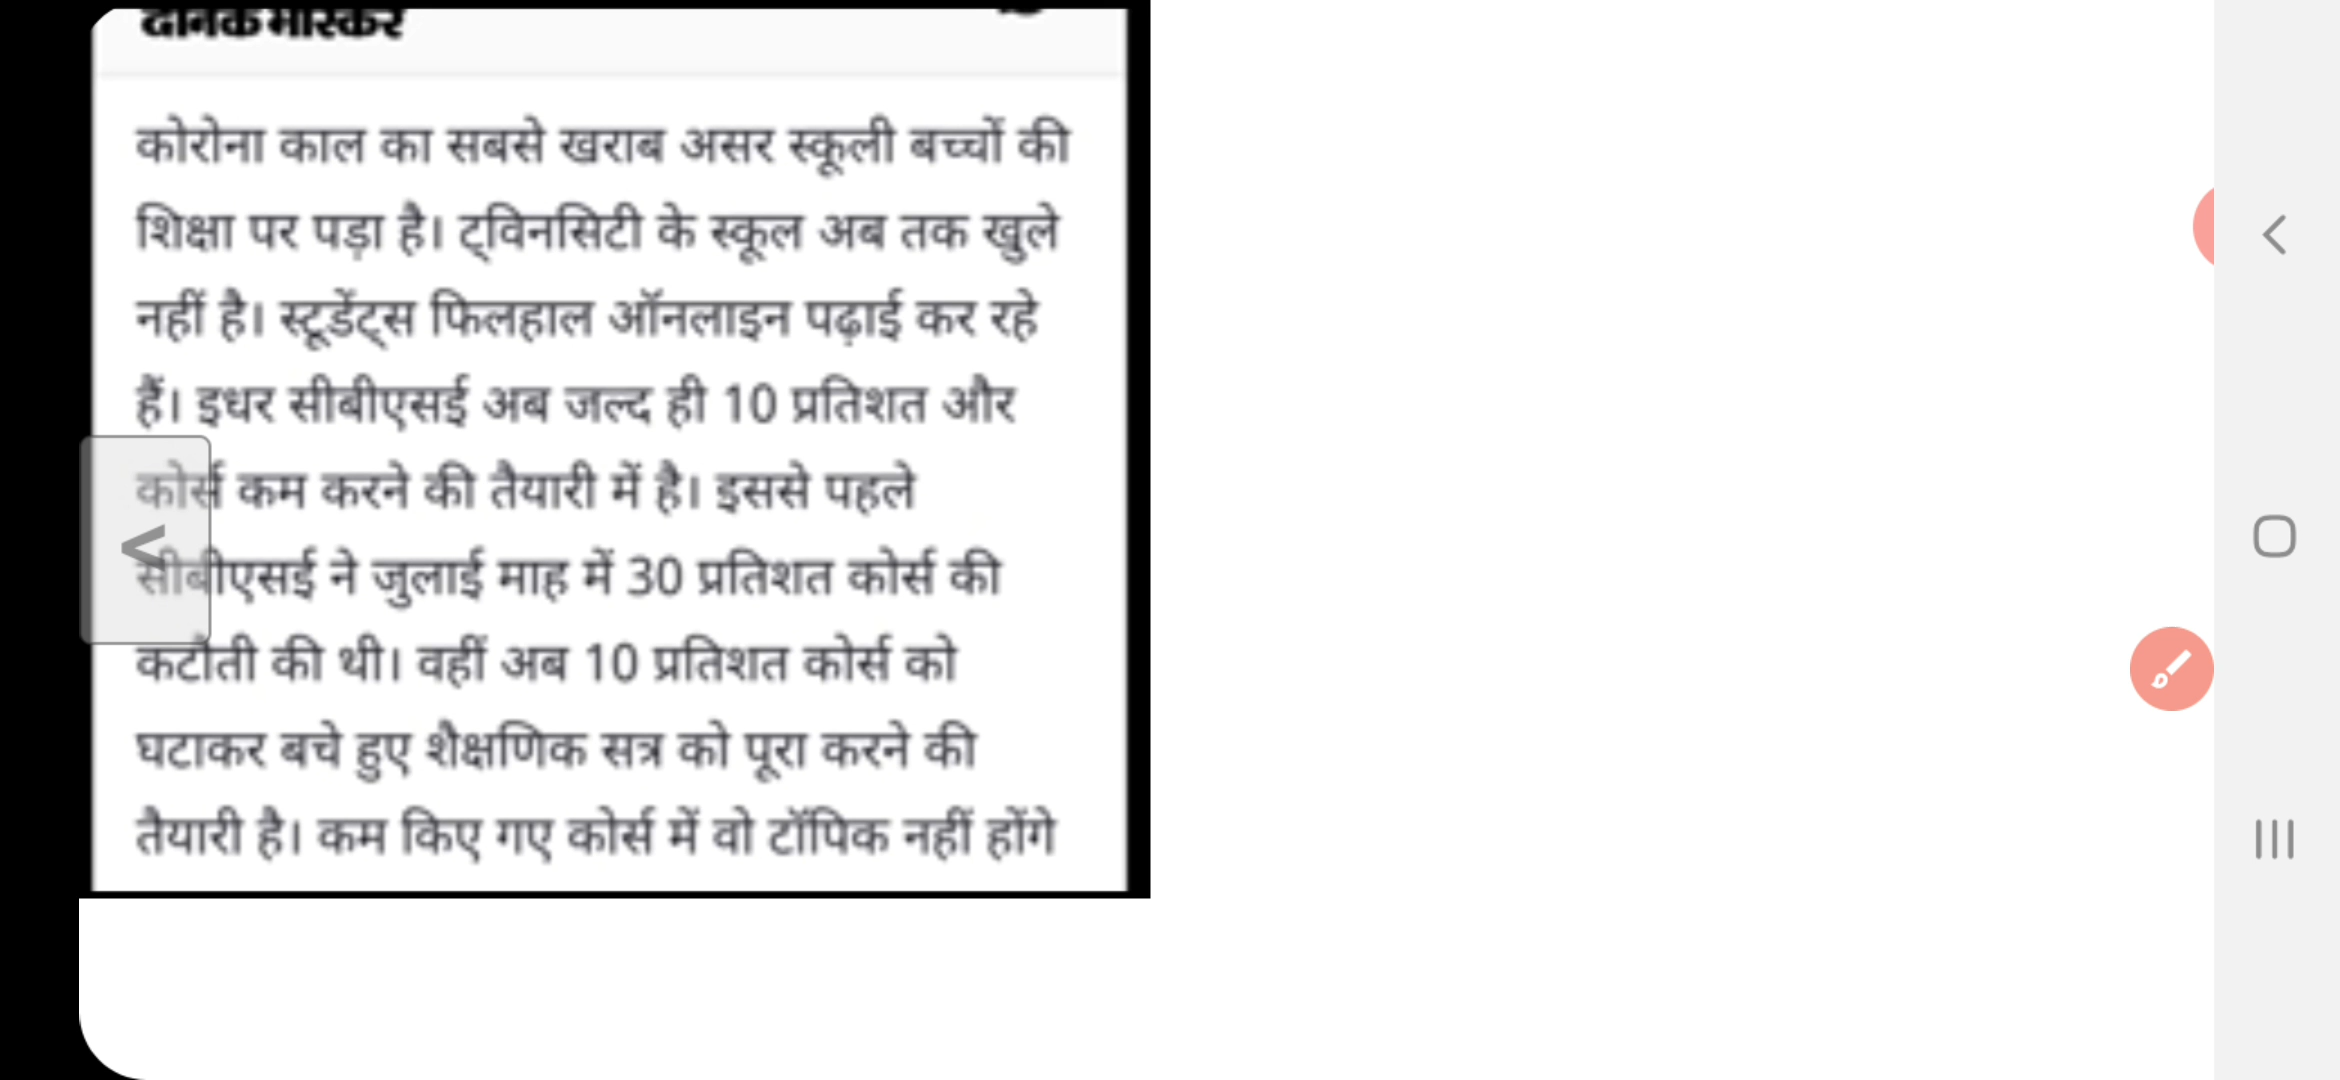 दैनिक भास्कर
कोरोना काल का सबसे खराब असर स्कूली बच्चों की
शिक्षा पर पड़ा है। ट्विनसिटी के स्कूल अब तक खुले
नहीं है। स्टूडेंट्स फिलहाल ऑनलाइन पढ़ाई कर रहे
हैं। इधर सीबीएसई अब जल्द ही 10 प्रतिशत और
कोर्स कम करने की तैयारी में है। इससे पहले
सीबीएसई ने जुलाई माह में 30 प्रतिशत कोर्स की
कटौती की थी। वहीं अब 10 प्रतिशत कोर्स को
घटाकर बचे हुए शैक्षणिक सत्र को पूरा करने की
तैयारी है। कम किए गए कोर्स में वो टॉपिक नहीं होंगे